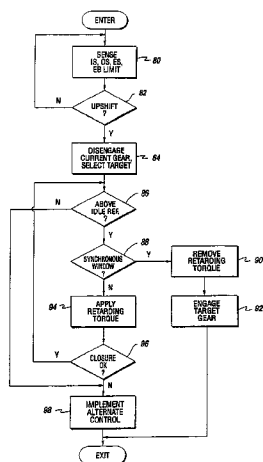 ENTER
SENSE
IS, OS, ES,
EB LIMIT
80
82
UPSHIFT
?
N
Y
DISENGAGE
CURRENT GEAR,
SELECT TARGET
84
86
ABOVE
IDLE REF.
?
N
Y
88
SYNCHRONOUS
WINDOW
?
Y
N
REMOVE
RETARDING
TORQUE
90
94
APPLY
RETARDING
TORQUE
ENGAGE
TARGET
GEAR
92
96
CLOSURE
OK
?
Y
N
98
IMPLEMENT
ALTERNATE
CONTROL
EXIT